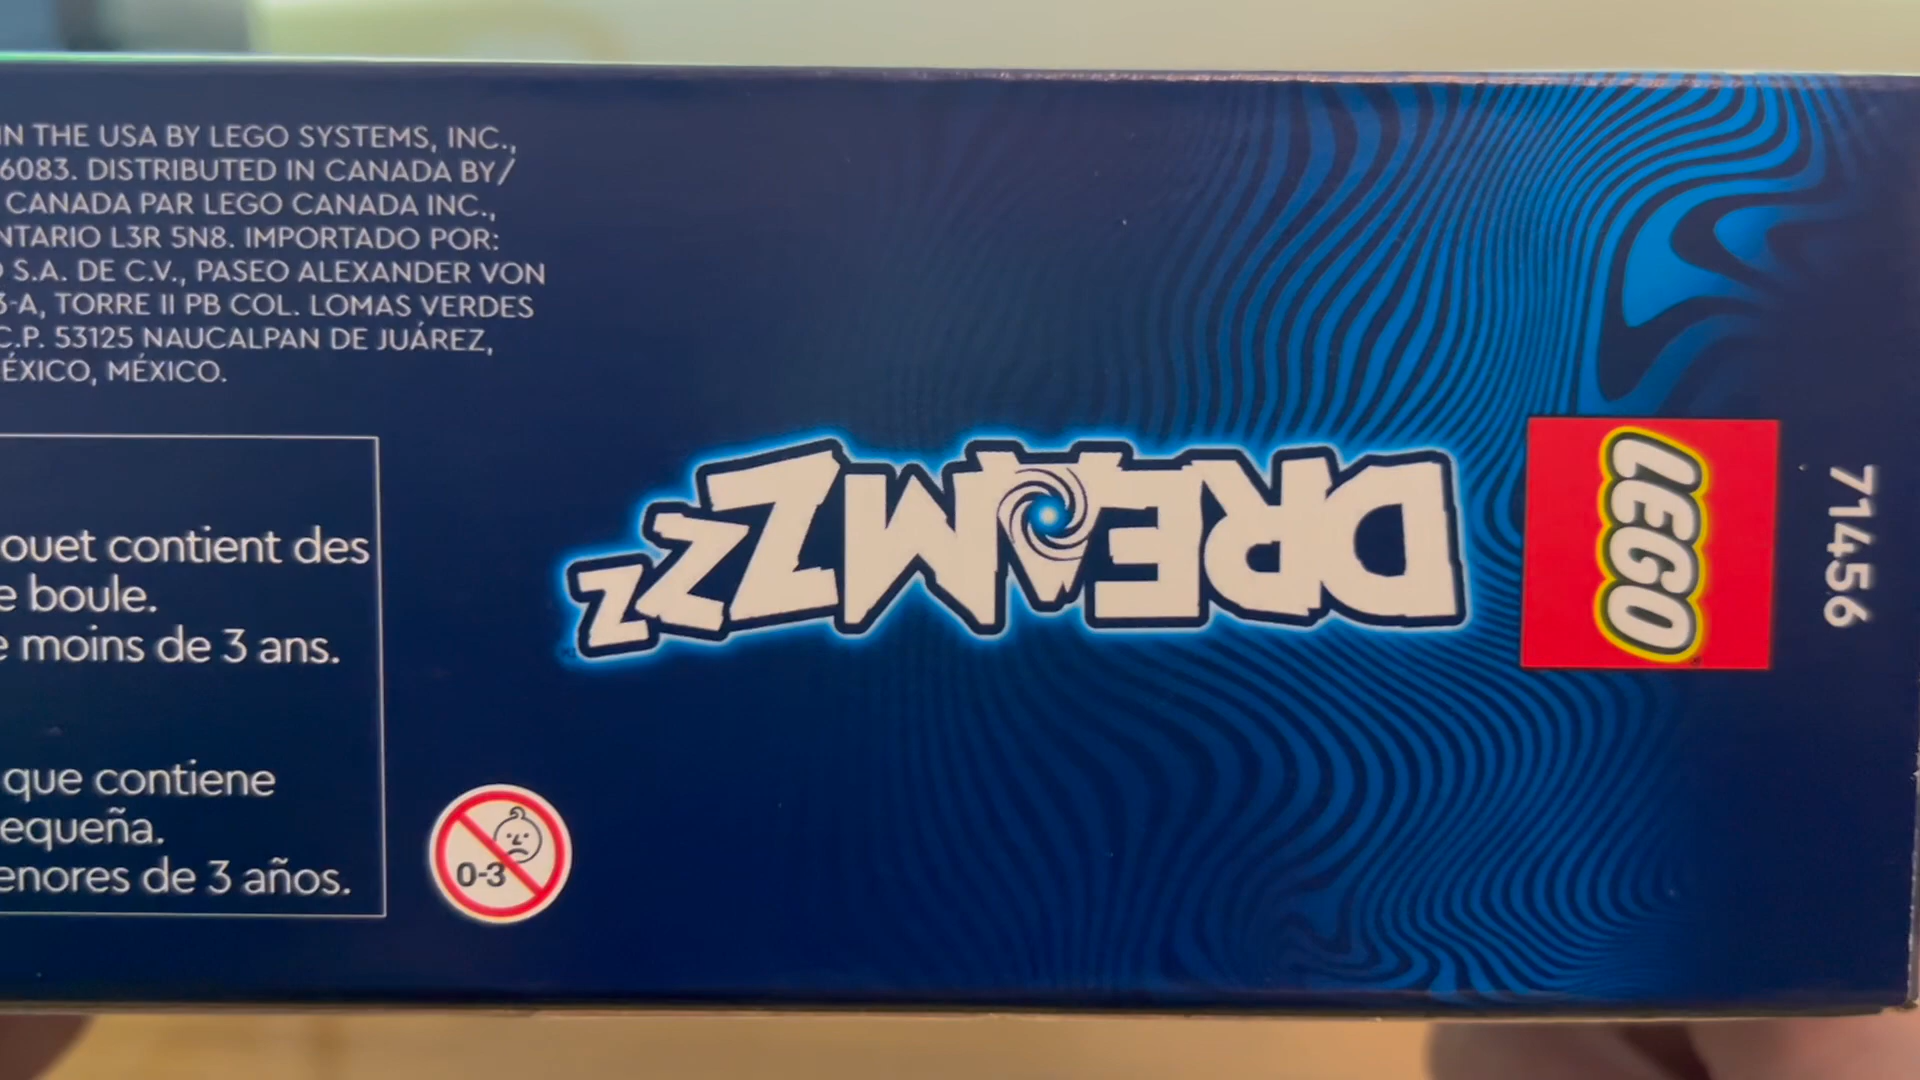 IN THE USA BY LEGO SYSTEMS, INC.,
6083. DISTRIBUTED IN CANADA BY/
CANADA PAR LEGO CANADA INC.,
NTARIO L3R 5N8. IMPORTADO POR:
S.A. DE C.V., PASEO ALEXANDER VON
-A, TORRE II PB COL. LOMAS VERDES
C.P. 53125 NAUCALPAN DE JUÁREZ,
ÉXICO, MÉXICO.
ouet contient des
e boule.
e moins de 3 ans.
que contiene
equeña.
enores de 3 años.
0-3
DREAMZzz
LEGO
71456